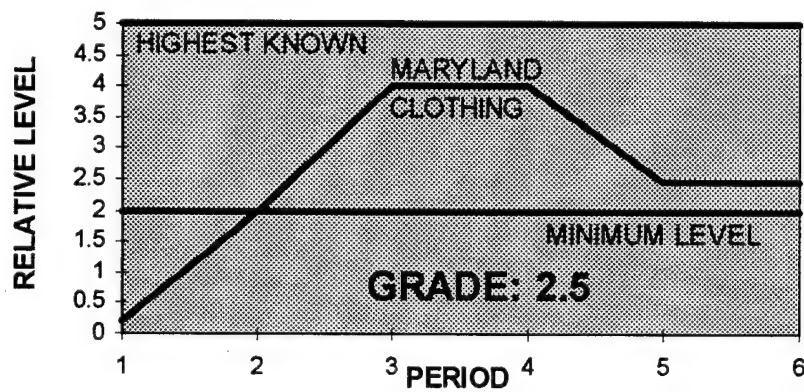 5
HIGHEST KNOWN
4.5
MARYLAND
4
CLOTHING
3.5
3
2.5
2
MINIMUM LEVEL
1.5
1
GRADE: 2.5
0.5
0
RELATIVE LEVEL
1 2 3 4 5 6
PERIOD